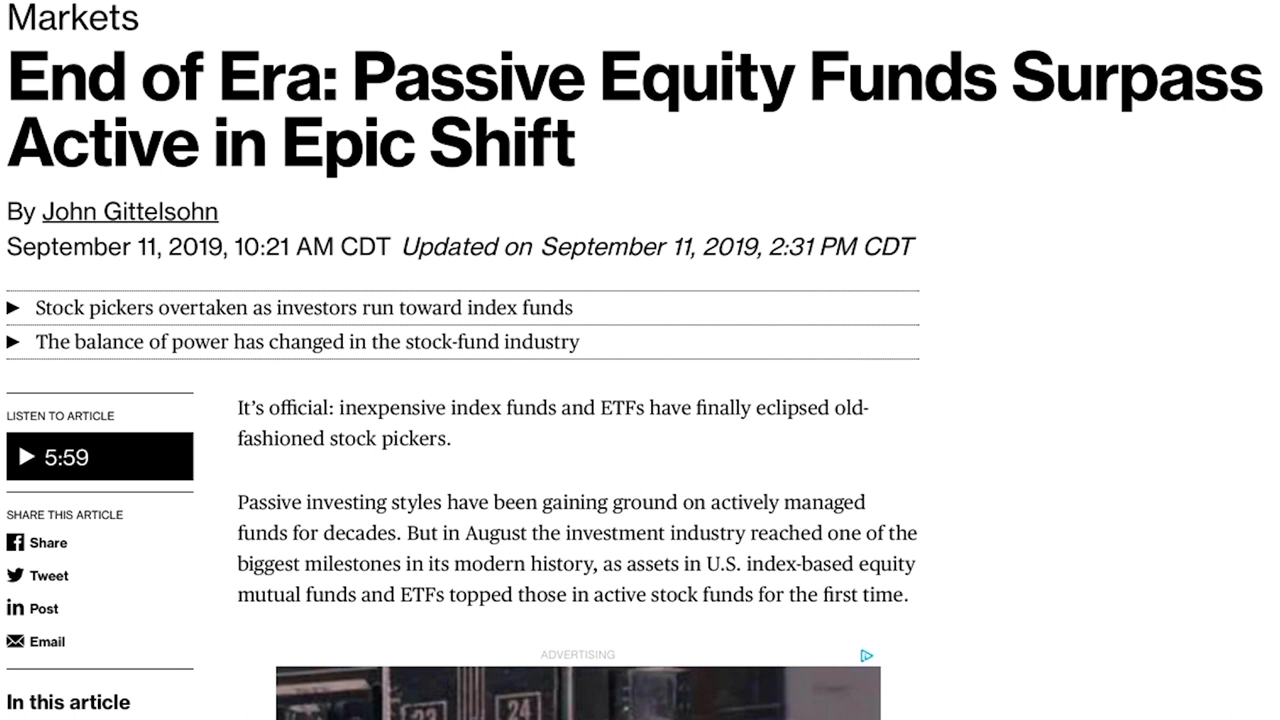 Markets
End of Era: Passive Equity Funds Surpass
Active in Epic Shift
By John Gittelsohn
September 11, 2019, 10:21 AM CDT Updated on September 11, 2019, 2:31 PM CDT
► Stock pickers overtaken as investors run toward index funds
► The balance of power has changed in the stock-fund industry
LISTEN TO ARTICLE
5:59
SHARE THIS ARTICLE
Share
Tweet
Post
Email
In this article
It’s official: inexpensive index funds and ETFs have finally eclipsed old-
fashioned stock pickers.
Passive investing styles have been gaining ground on actively managed
funds for decades. But in August the investment industry reached one of the
biggest milestones in its modern history, as assets in U.S. index-based equity
mutual funds and ETFs topped those in active stock funds for the first time.
ADVERTISING
23
24